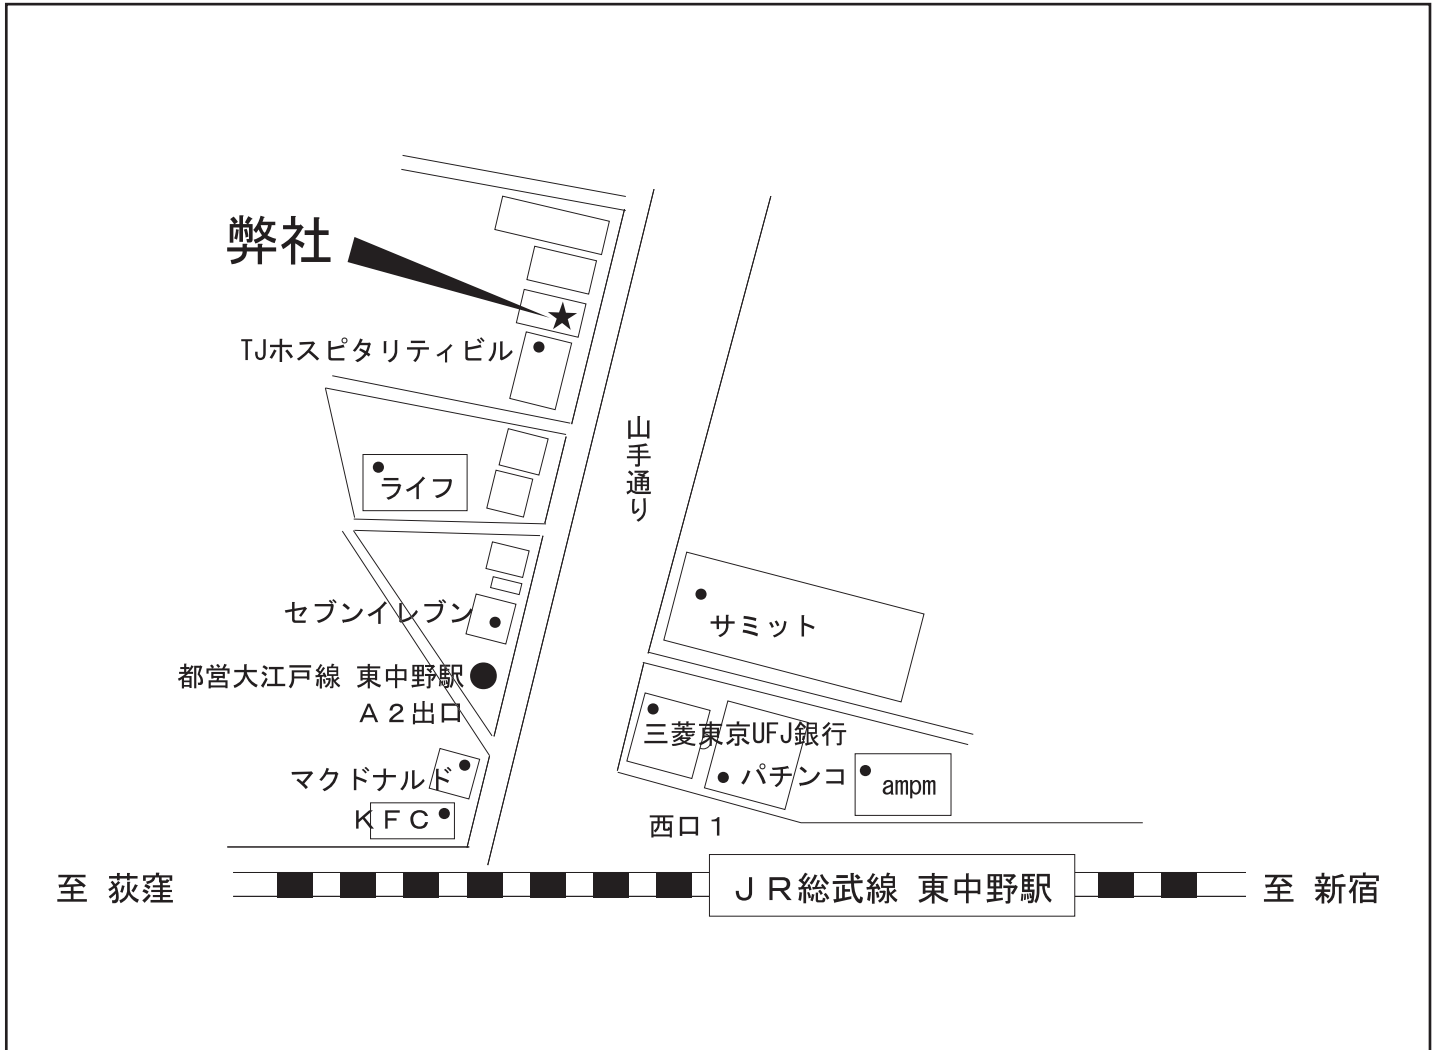 弊社
TJホスピタリティビル
山手通り
ライフ
セブンイレブン
サミット
都営大江戸線 東中野駅
A2出口
三菱東京UFJ銀行
マクドナルド
パチンコ
ampm
KFC
西口1
至 荻窪
JR総武線 東中野駅
至 新宿